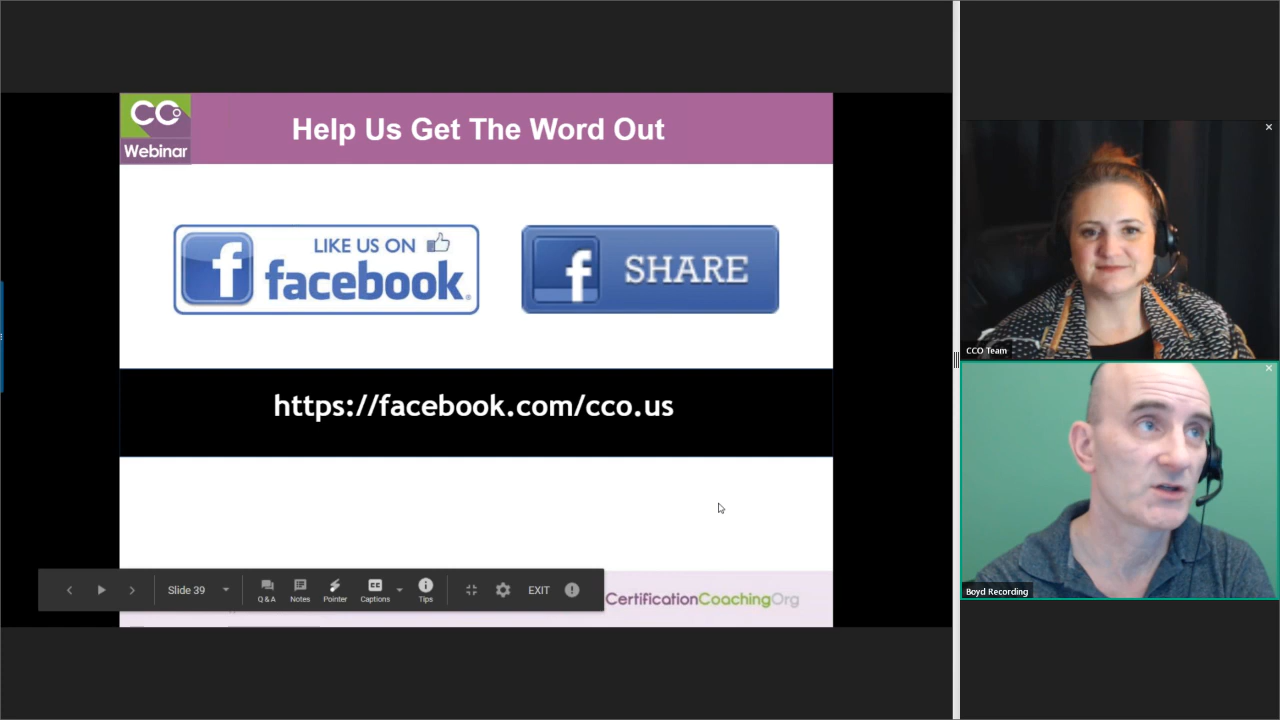 CCO
Webinar
Help Us Get The Word Out
f
LIKE US ON
facebook®
f
SHARE
https://facebook.com/cco.us
Slide 39
Q & A
Notes
Pointer
Captions
Tips
EXIT
CertificationCoachingOrg
CCO Team
Boyd Recording